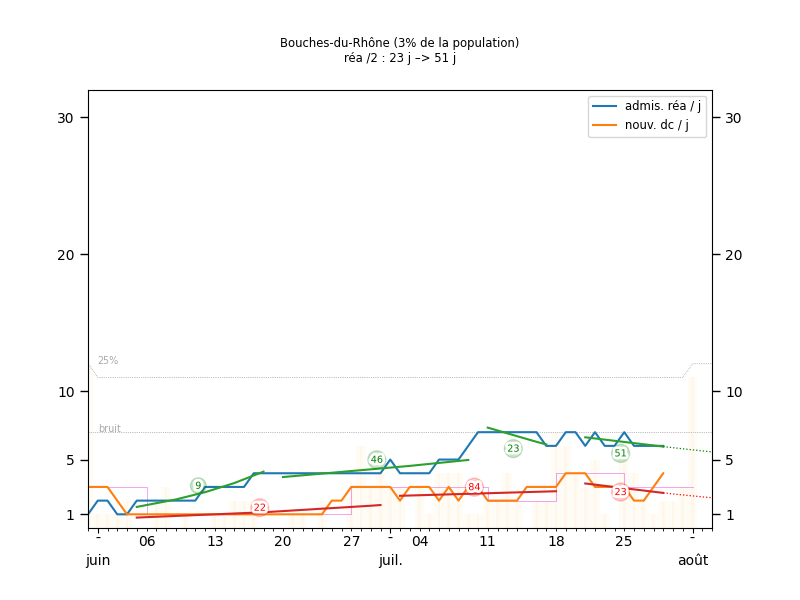 Bouches-du-Rhône (3% de la population)
réa /2 : 23 j –> 51 j
admis. réa / j
nouv. dc / j
30 30
20 20
25%
10 10
bruit
5 5
1 1
9 46 23 51
22 84 23
- 06 13 20 27 - 04 11 18 25 -
juin juil. août